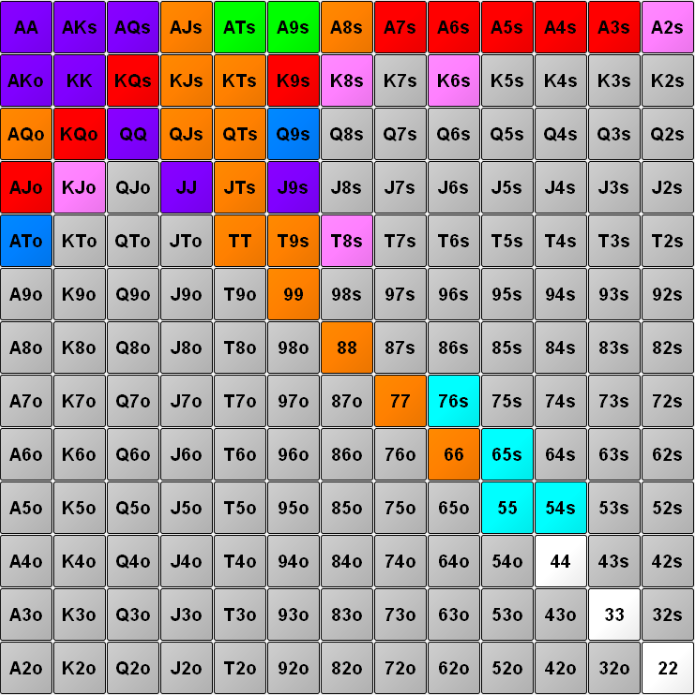 AA AKs AQs AJs ATs A9s A8s A7s A6s A5s A4s A3s A2s
AKo KK KQs KJs KTs K9s K8s K7s K6s K5s K4s K3s K2s
AQo KQo QQ QJs QTs Q9s Q8s Q7s Q6s Q5s Q4s Q3s Q2s
AJo KJo QJo JJ JTs J9s J8s J7s J6s J5s J4s J3s J2s
ATo KTo QTo JTo TT T9s T8s T7s T6s T5s T4s T3s T2s
A9o K9o Q9o J9o T9o 99 98s 97s 96s 95s 94s 93s 92s
A8o K8o Q8o J8o T8o 98o 88 87s 86s 85s 84s 83s 82s
A7o K7o Q7o J7o T7o 97o 87o 77 76s 75s 74s 73s 72s
A6o K6o Q6o J6o T6o 96o 86o 76o 66 65s 64s 63s 62s
A5o K5o Q5o J5o T5o 95o 85o 75o 65o 55 54s 53s 52s
A4o K4o Q4o J4o T4o 94o 84o 74o 64o 54o 44 43s 42s
A3o K3o Q3o J3o T3o 93o 83o 73o 63o 53o 43o 33 32s
A2o K2o Q2o J2o T2o 92o 82o 72o 62o 52o 42o 32o 22